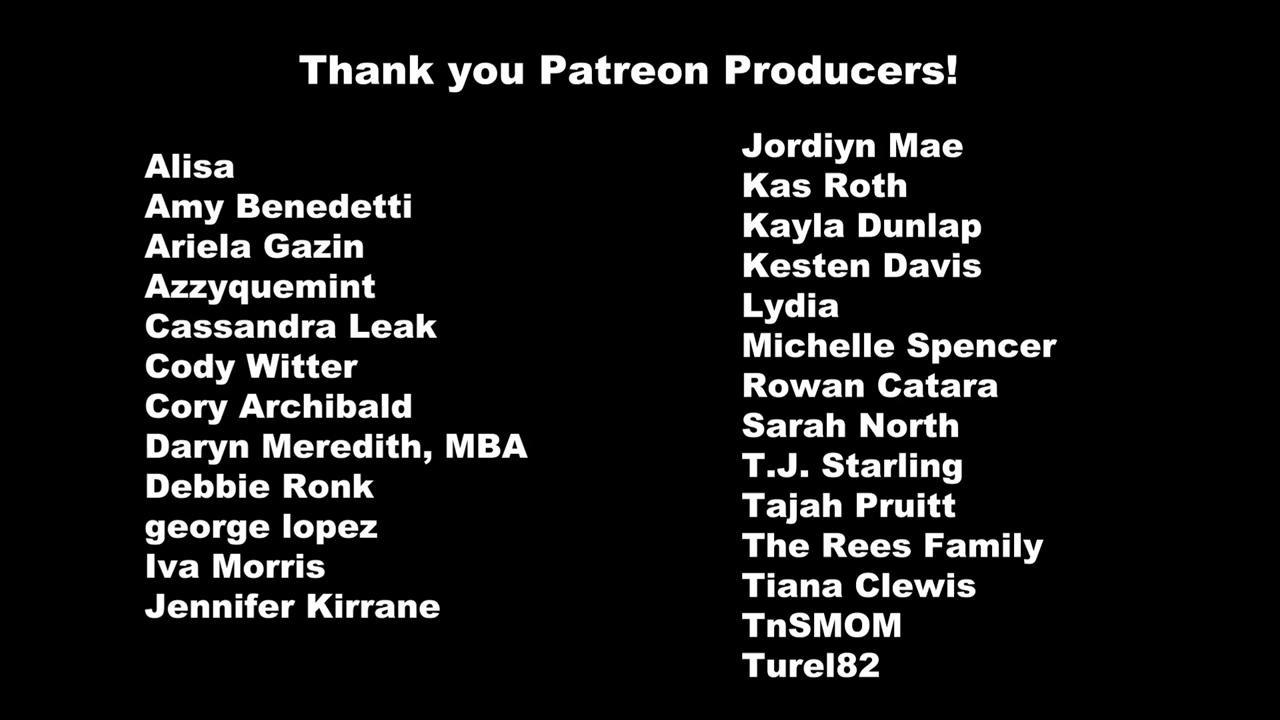 Thank you Patreon Producers!
Alisa
Amy Benedetti
Ariela Gazin
Azzyquemint
Cassandra Leak
Cody Witter
Cory Archibald
Daryn Meredith, MBA
Debbie Ronk
george lopez
Iva Morris
Jennifer Kirrane
Jordiyn Mae
Kas Roth
Kayla Dunlap
Kesten Davis
Lydia
Michelle Spencer
Rowan Catara
Sarah North
T.J. Starling
Tajah Pruitt
The Rees Family
Tiana Clewis
TnSMOM
Turel82